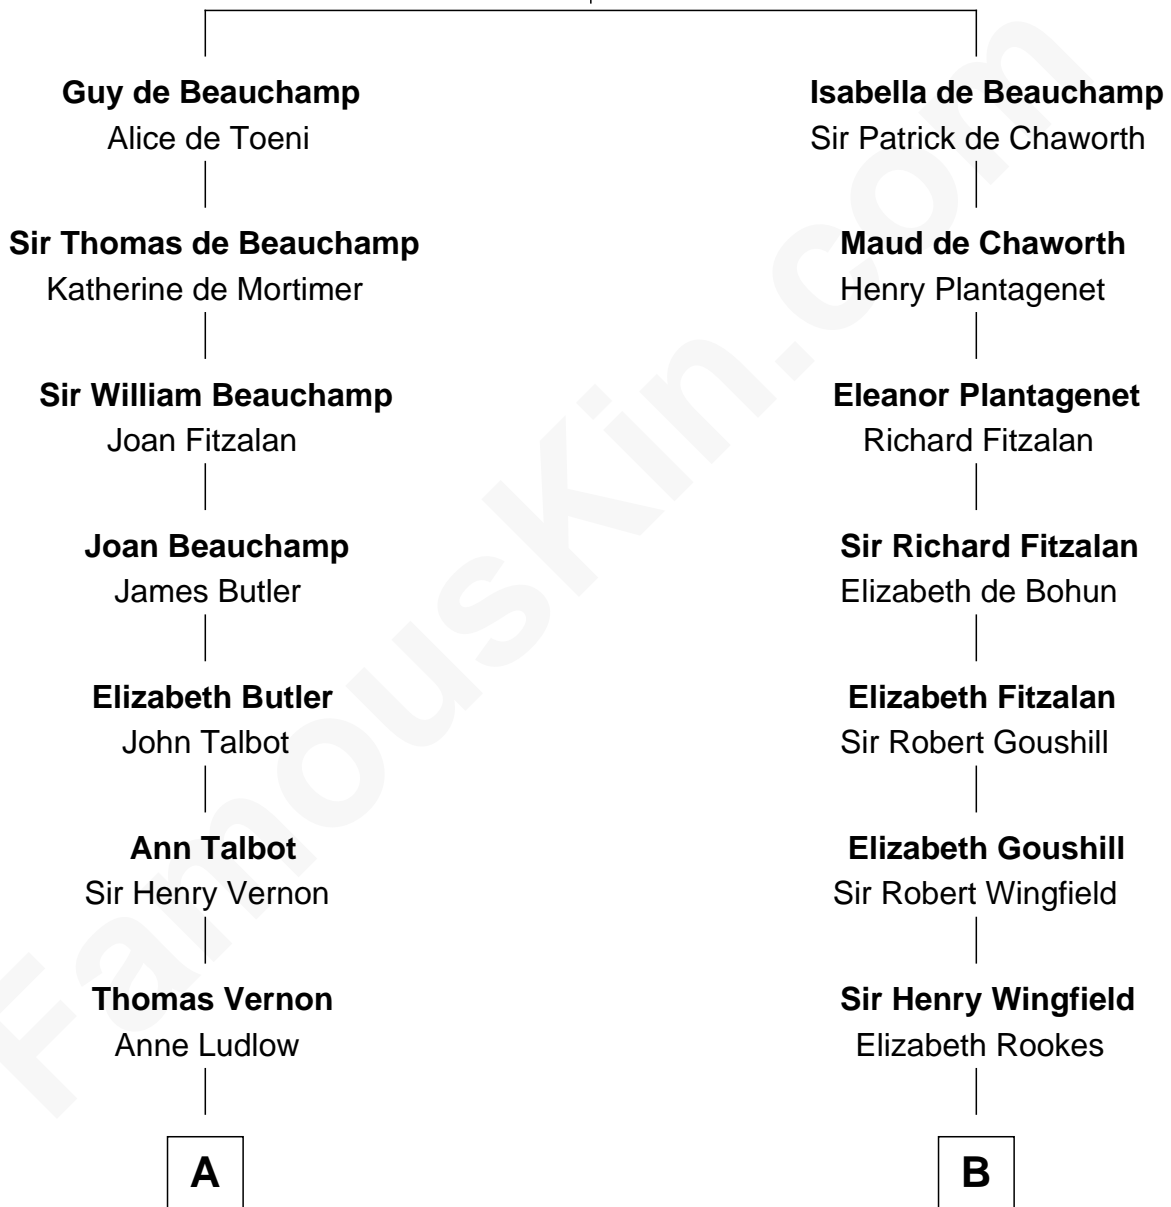 Guy de Beauchamp
Alice de Toeni
Sir Thomas de Beauchamp
Katherine de Mortimer
Sir William Beauchamp
Joan Fitzalan
Joan Beauchamp
James Butler
Elizabeth Butler
John Talbot
Ann Talbot
Sir Henry Vernon
Thomas Vernon
Anne Ludlow
A
Isabella de Beauchamp
Sir Patrick de Chaworth
Maud de Chaworth
Henry Plantagenet
Eleanor Plantagenet
Richard Fitzalan
Sir Richard Fitzalan
Elizabeth de Bohun
Elizabeth Fitzalan
Sir Robert Goushill
Elizabeth Goushill
Sir Robert Wingfield
Sir Henry Wingfield
Elizabeth Rookes
B
FamousKin.com